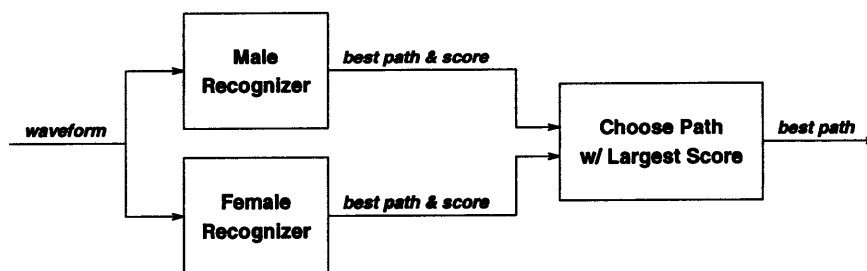 waveform
Male
Recognizer
best path & score
Female
Recognizer
best path & score
Choose Path
w/ Largest Score
best path